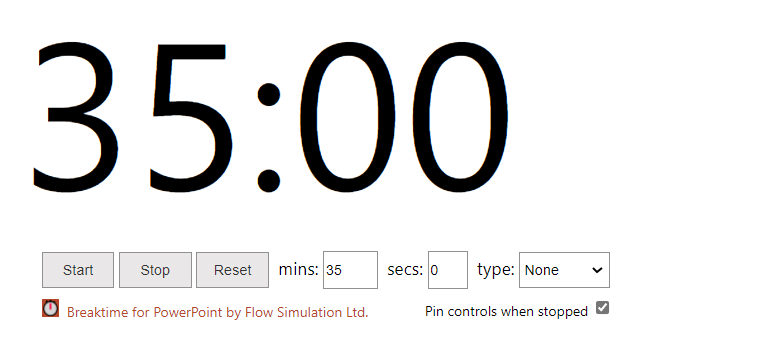 35:00
Start Stop Reset mins: 35 secs: 0 type: None
Breaktime for PowerPoint by Flow Simulation Ltd. Pin controls when stopped